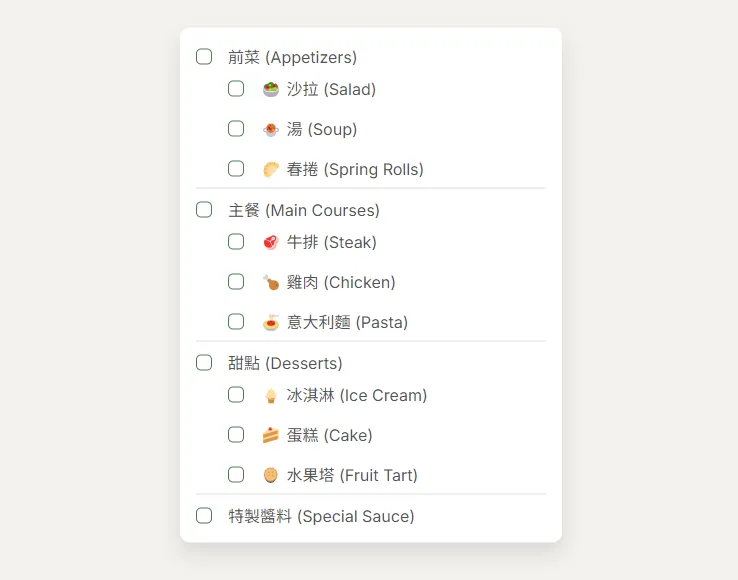 前菜 (Appetizers)
沙拉 (Salad)
湯 (Soup)
春捲 (Spring Rolls)
主餐 (Main Courses)
牛排 (Steak)
雞肉 (Chicken)
意大利麵 (Pasta)
甜點 (Desserts)
冰淇淋 (Ice Cream)
蛋糕 (Cake)
水果塔 (Fruit Tart)
特製醬料 (Special Sauce)